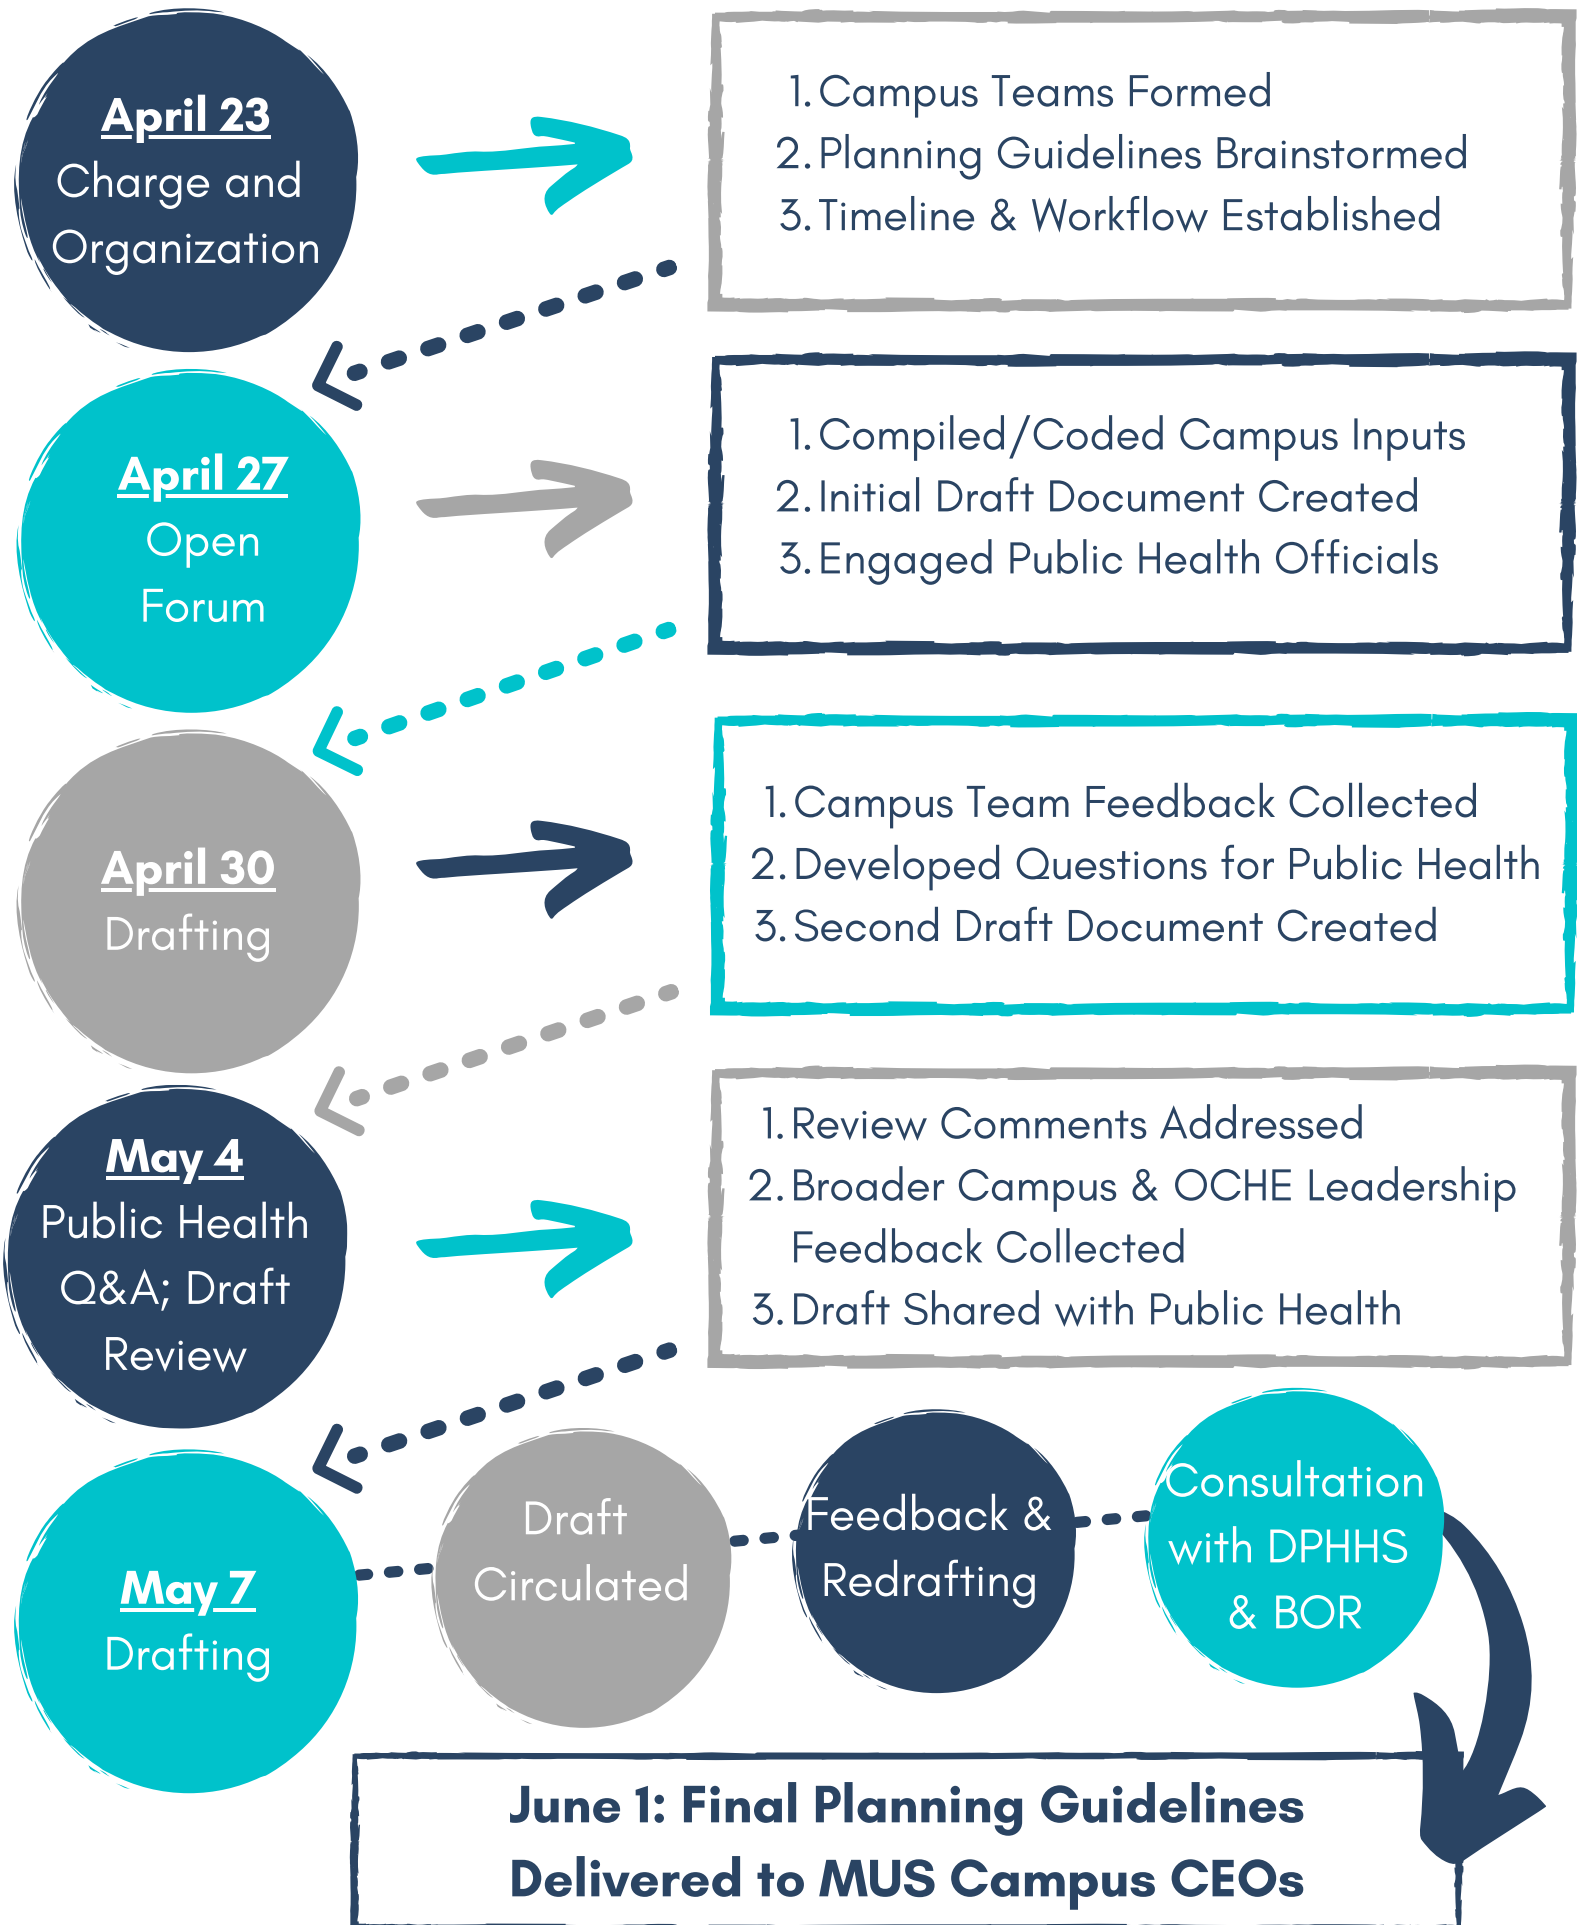 April 23
Charge and
Organization
1. Campus Teams Formed
2. Planning Guidelines Brainstormed
3. Timeline & Workflow Established
April 27
Open
Forum
1. Compiled/Coded Campus Inputs
2. Initial Draft Document Created
3. Engaged Public Health Officials
April 30
Drafting
1. Campus Team Feedback Collected
2. Developed Questions for Public Health
3. Second Draft Document Created
May 4
Public Health
Q&A; Draft
Review
1. Review Comments Addressed
2. Broader Campus & OCHE Leadership
Feedback Collected
3. Draft Shared with Public Health
May 7
Drafting
Draft
Circulated
Feedback &
Redrafting
Consultation
with DPHHS
& BOR
June 1: Final Planning Guidelines
Delivered to MUS Campus CEOs